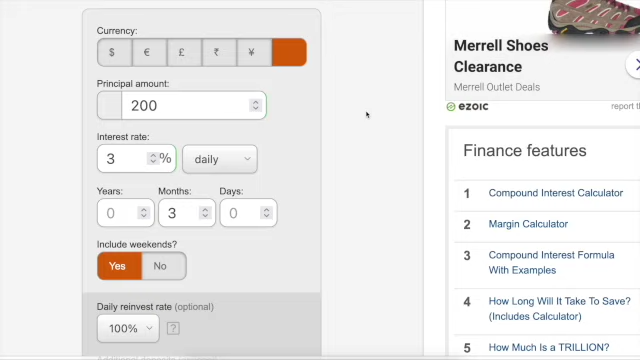 Currency:
$ € £ ₹ ¥
Principal amount:
200
Interest rate:
3 % daily
Years: Months: Days:
0 3 0
Include weekends?
Yes No
Daily reinvest rate (optional)
100% ?
Merrell Shoes
Clearance
Merrell Outlet Deals
ezoic
report
Finance features
1 Compound Interest Calculator
2 Margin Calculator
3 Compound Interest Formula
With Examples
4 How Long Will It Take To Save?
(Includes Calculator)
5 How Much Is a TRILLION?